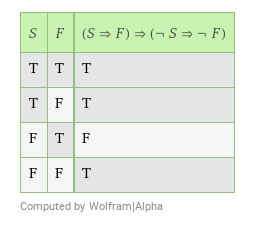 S F (S ⇒ F) ⇒ (¬ S ⇒ ¬ F)
T T T
T F T
F T F
F F T
Computed by Wolfram|Alpha